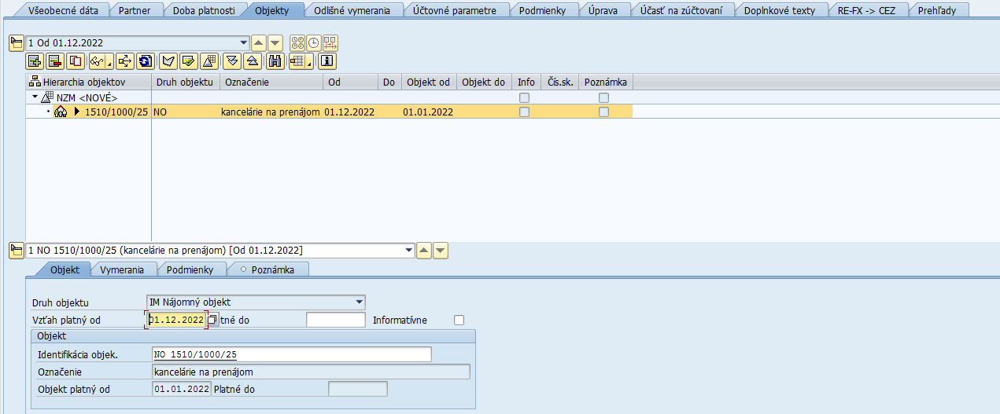 Všeobecné dáta Partner Doba platnosti Objekty Odlišné vymerania Účtovné parametre Podmienky Úprava Účasť na zúčtovaní Doplnkové texty RE-FX -> CEZ Prehľady
1 Od 01.12.2022
Hierarchia objektov Druh objektu Označenie Od Do Objekt od Objekt do Info Čís.sk. Poznámka
NZM <NOVÉ>
1510/1000/25 NO kancelárie na prenájom 01.12.2022 01.01.2022
1 NO 1510/1000/25 (kancelárie na prenájom) [Od 01.12.2022]
Objekt Vymerania Podmienky Poznámka
Druh objektu IM Nájomný objekt
Vzťah platný od 01.12.2022 tné do Informatívne
Objekt
Identifikácia objek. NO 1510/1000/25
Označenie kancelárie na prenájom
Objekt platný od 01.01.2022 Platné do